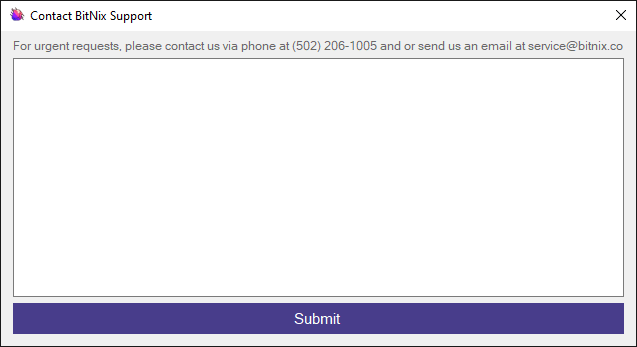 Contact BitNix Support
For urgent requests, please contact us via phone at (502) 206-1005 and or send us an email at service@bitnix.co
Submit